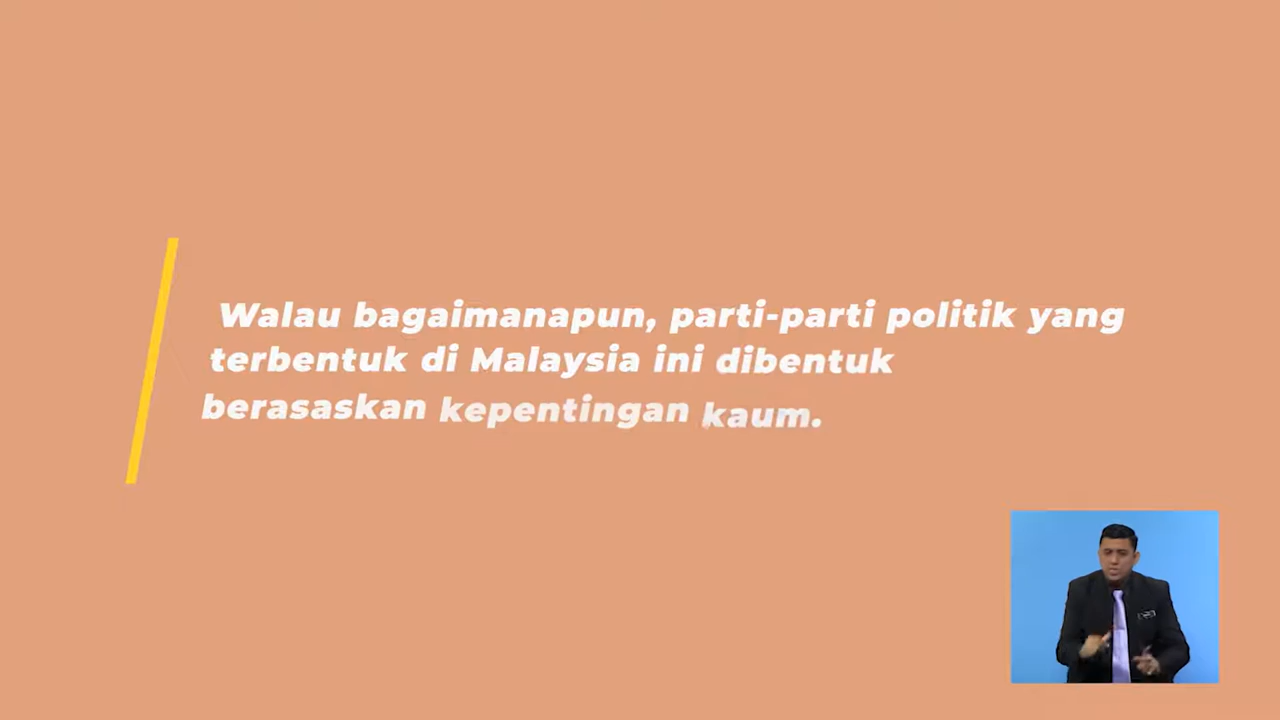 Walau bagaimanapun, parti-parti politik yang
terbentuk di Malaysia ini dibentuk
berasaskan kepentingan kaum.